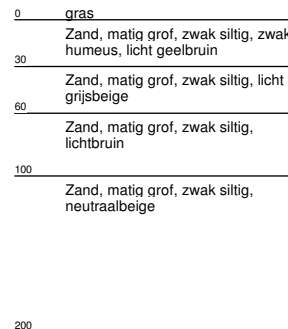 0 gras
Zand, matig grof, zwak siltig, zwak
humeus, licht geelbruin
30
Zand, matig grof, zwak siltig, licht
grijsbeige
60
Zand, matig grof, zwak siltig,
lichtbruin
100
Zand, matig grof, zwak siltig,
neutraalbeige
200